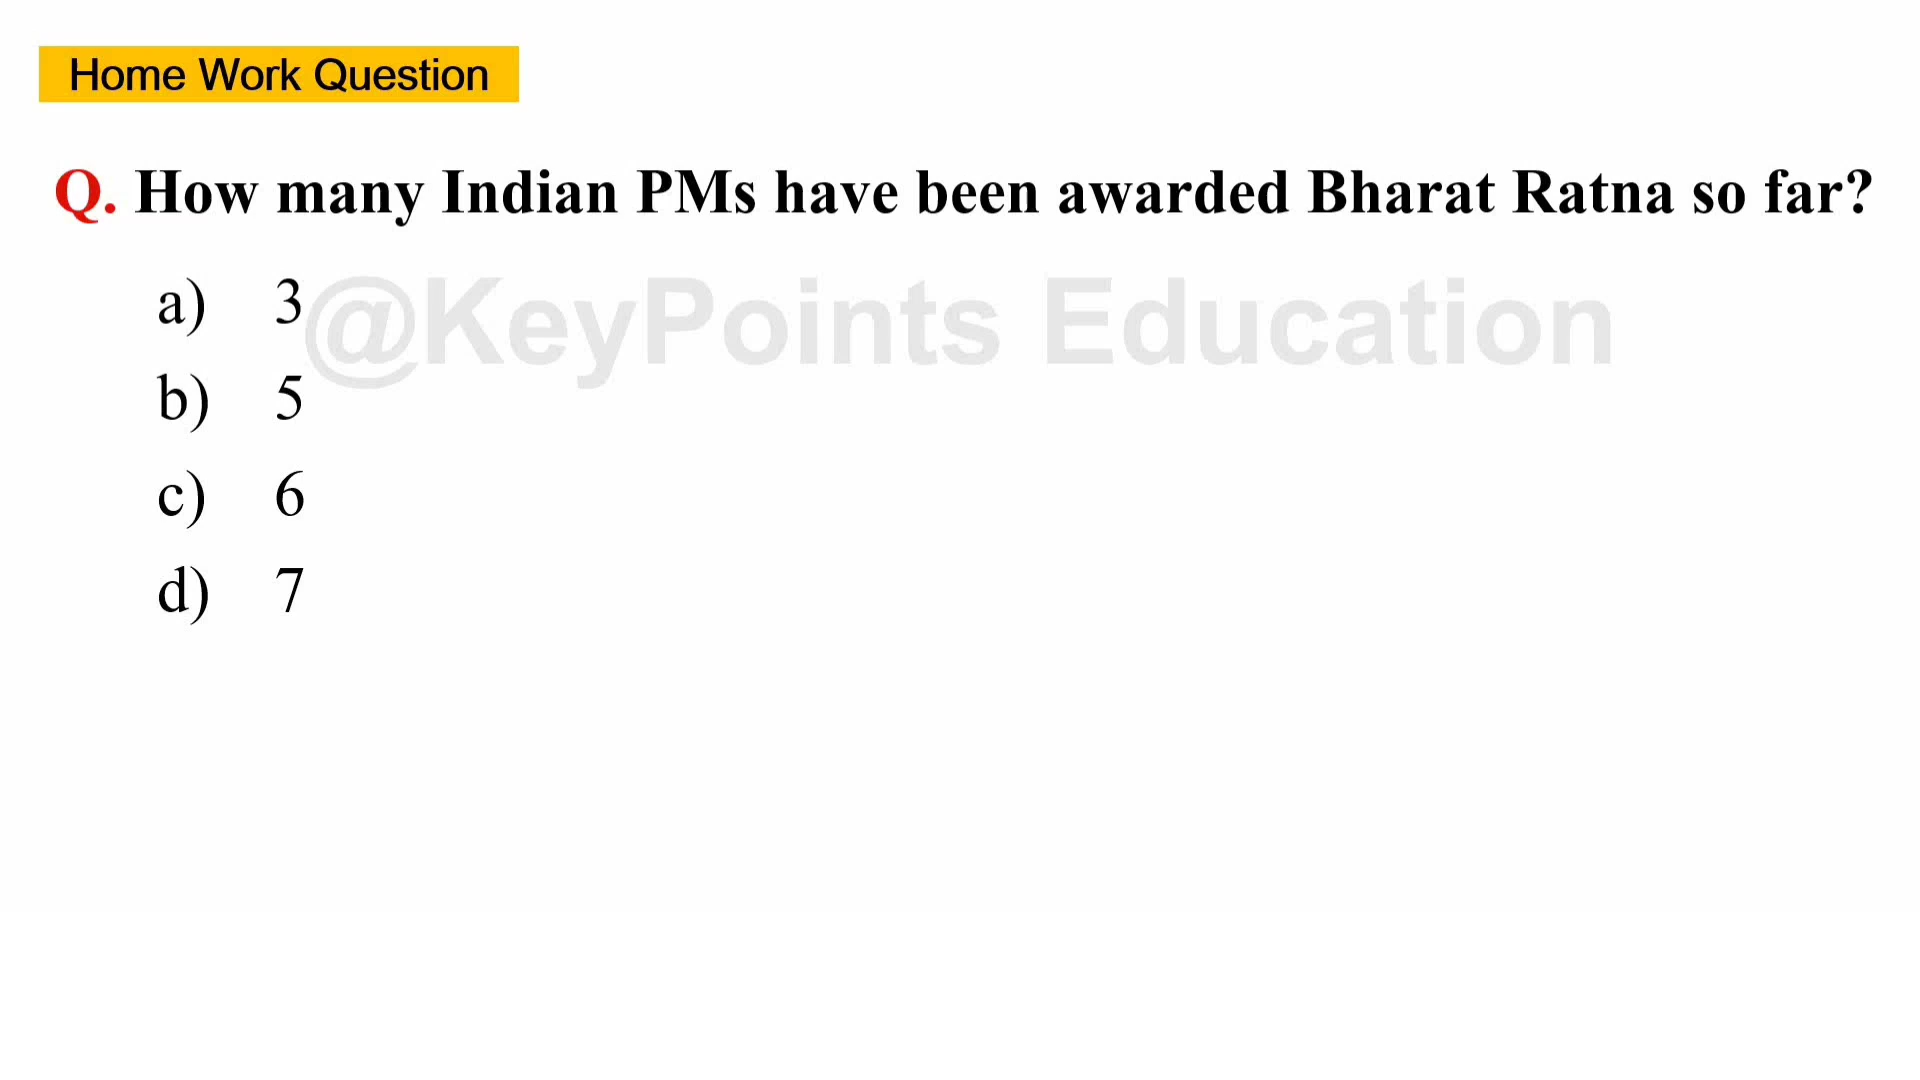 Home Work Question
Q. How many Indian PMs have been awarded Bharat Ratna so far?
@KeyPoints Education
a) 3
b) 5
c) 6
d) 7